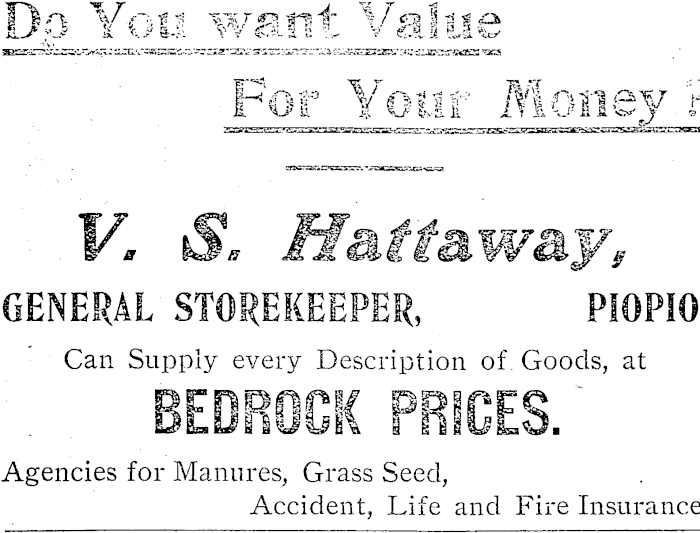 Do You want Value
For Your Money ?
V. S. Hattaway,
GENERAL STOREKEEPER, PIOPIO
Can Supply every Description of Goods, at
BEDROCK PRICES.
Agencies for Manures, Grass Seed,
Accident, Life and Fire Insurance